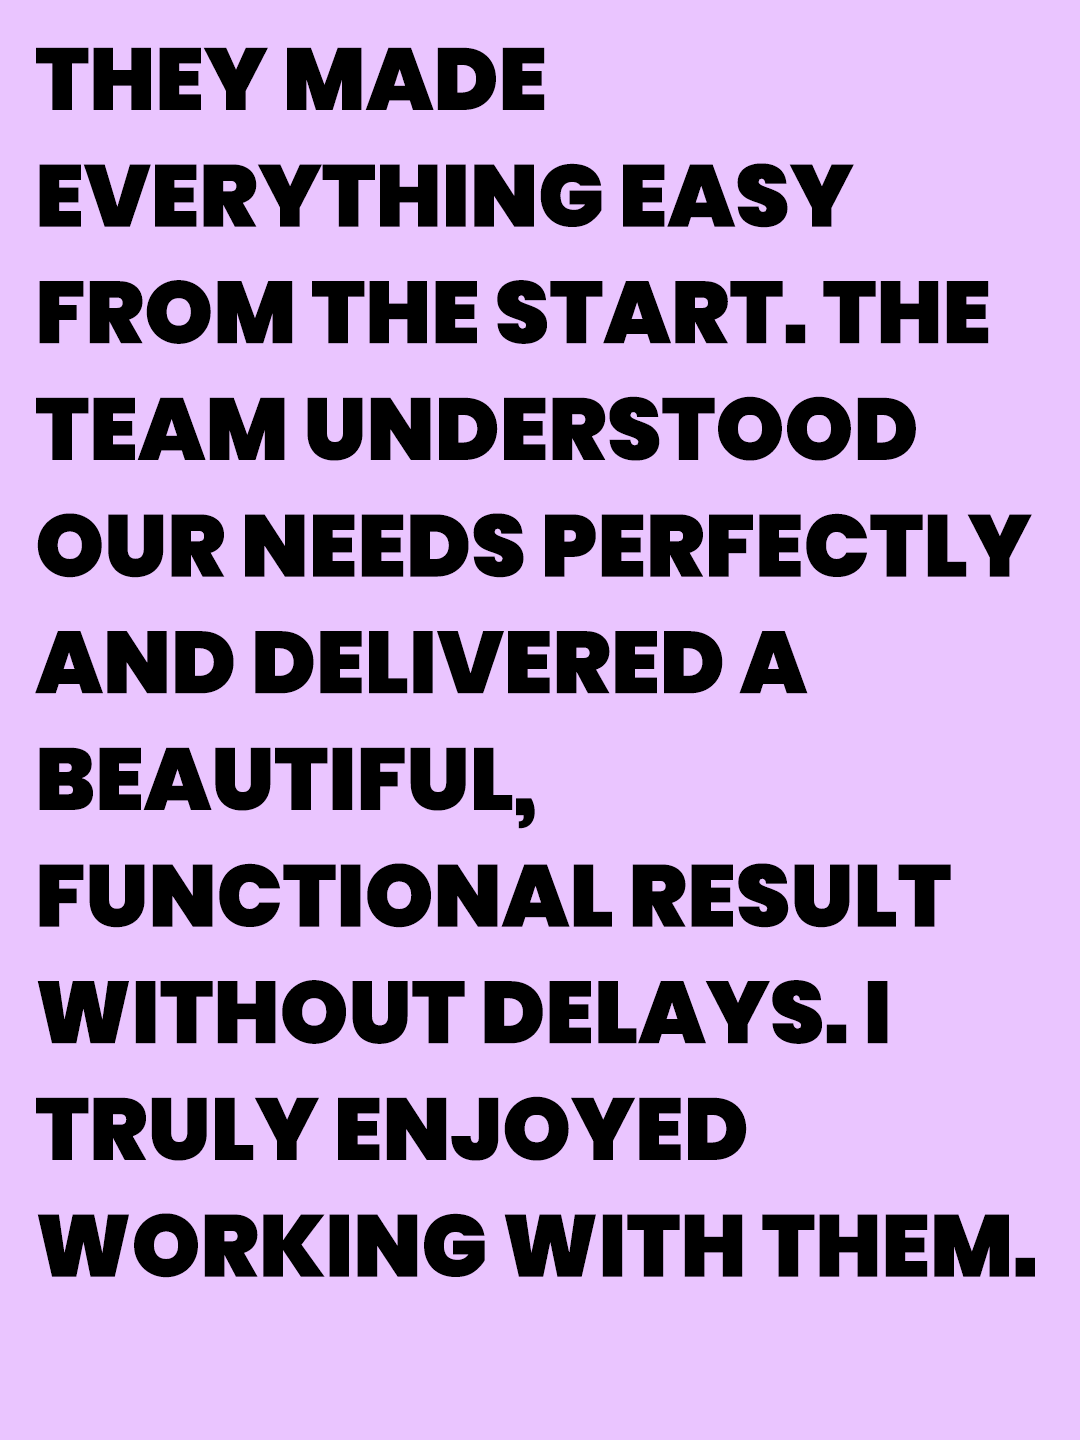 THEY MADE
EVERYTHING EASY
FROM THE START. THE
TEAM UNDERSTOOD
OUR NEEDS PERFECTLY
AND DELIVERED A
BEAUTIFUL,
FUNCTIONAL RESULT
WITHOUT DELAYS. I
TRULY ENJOYED
WORKING WITH THEM.